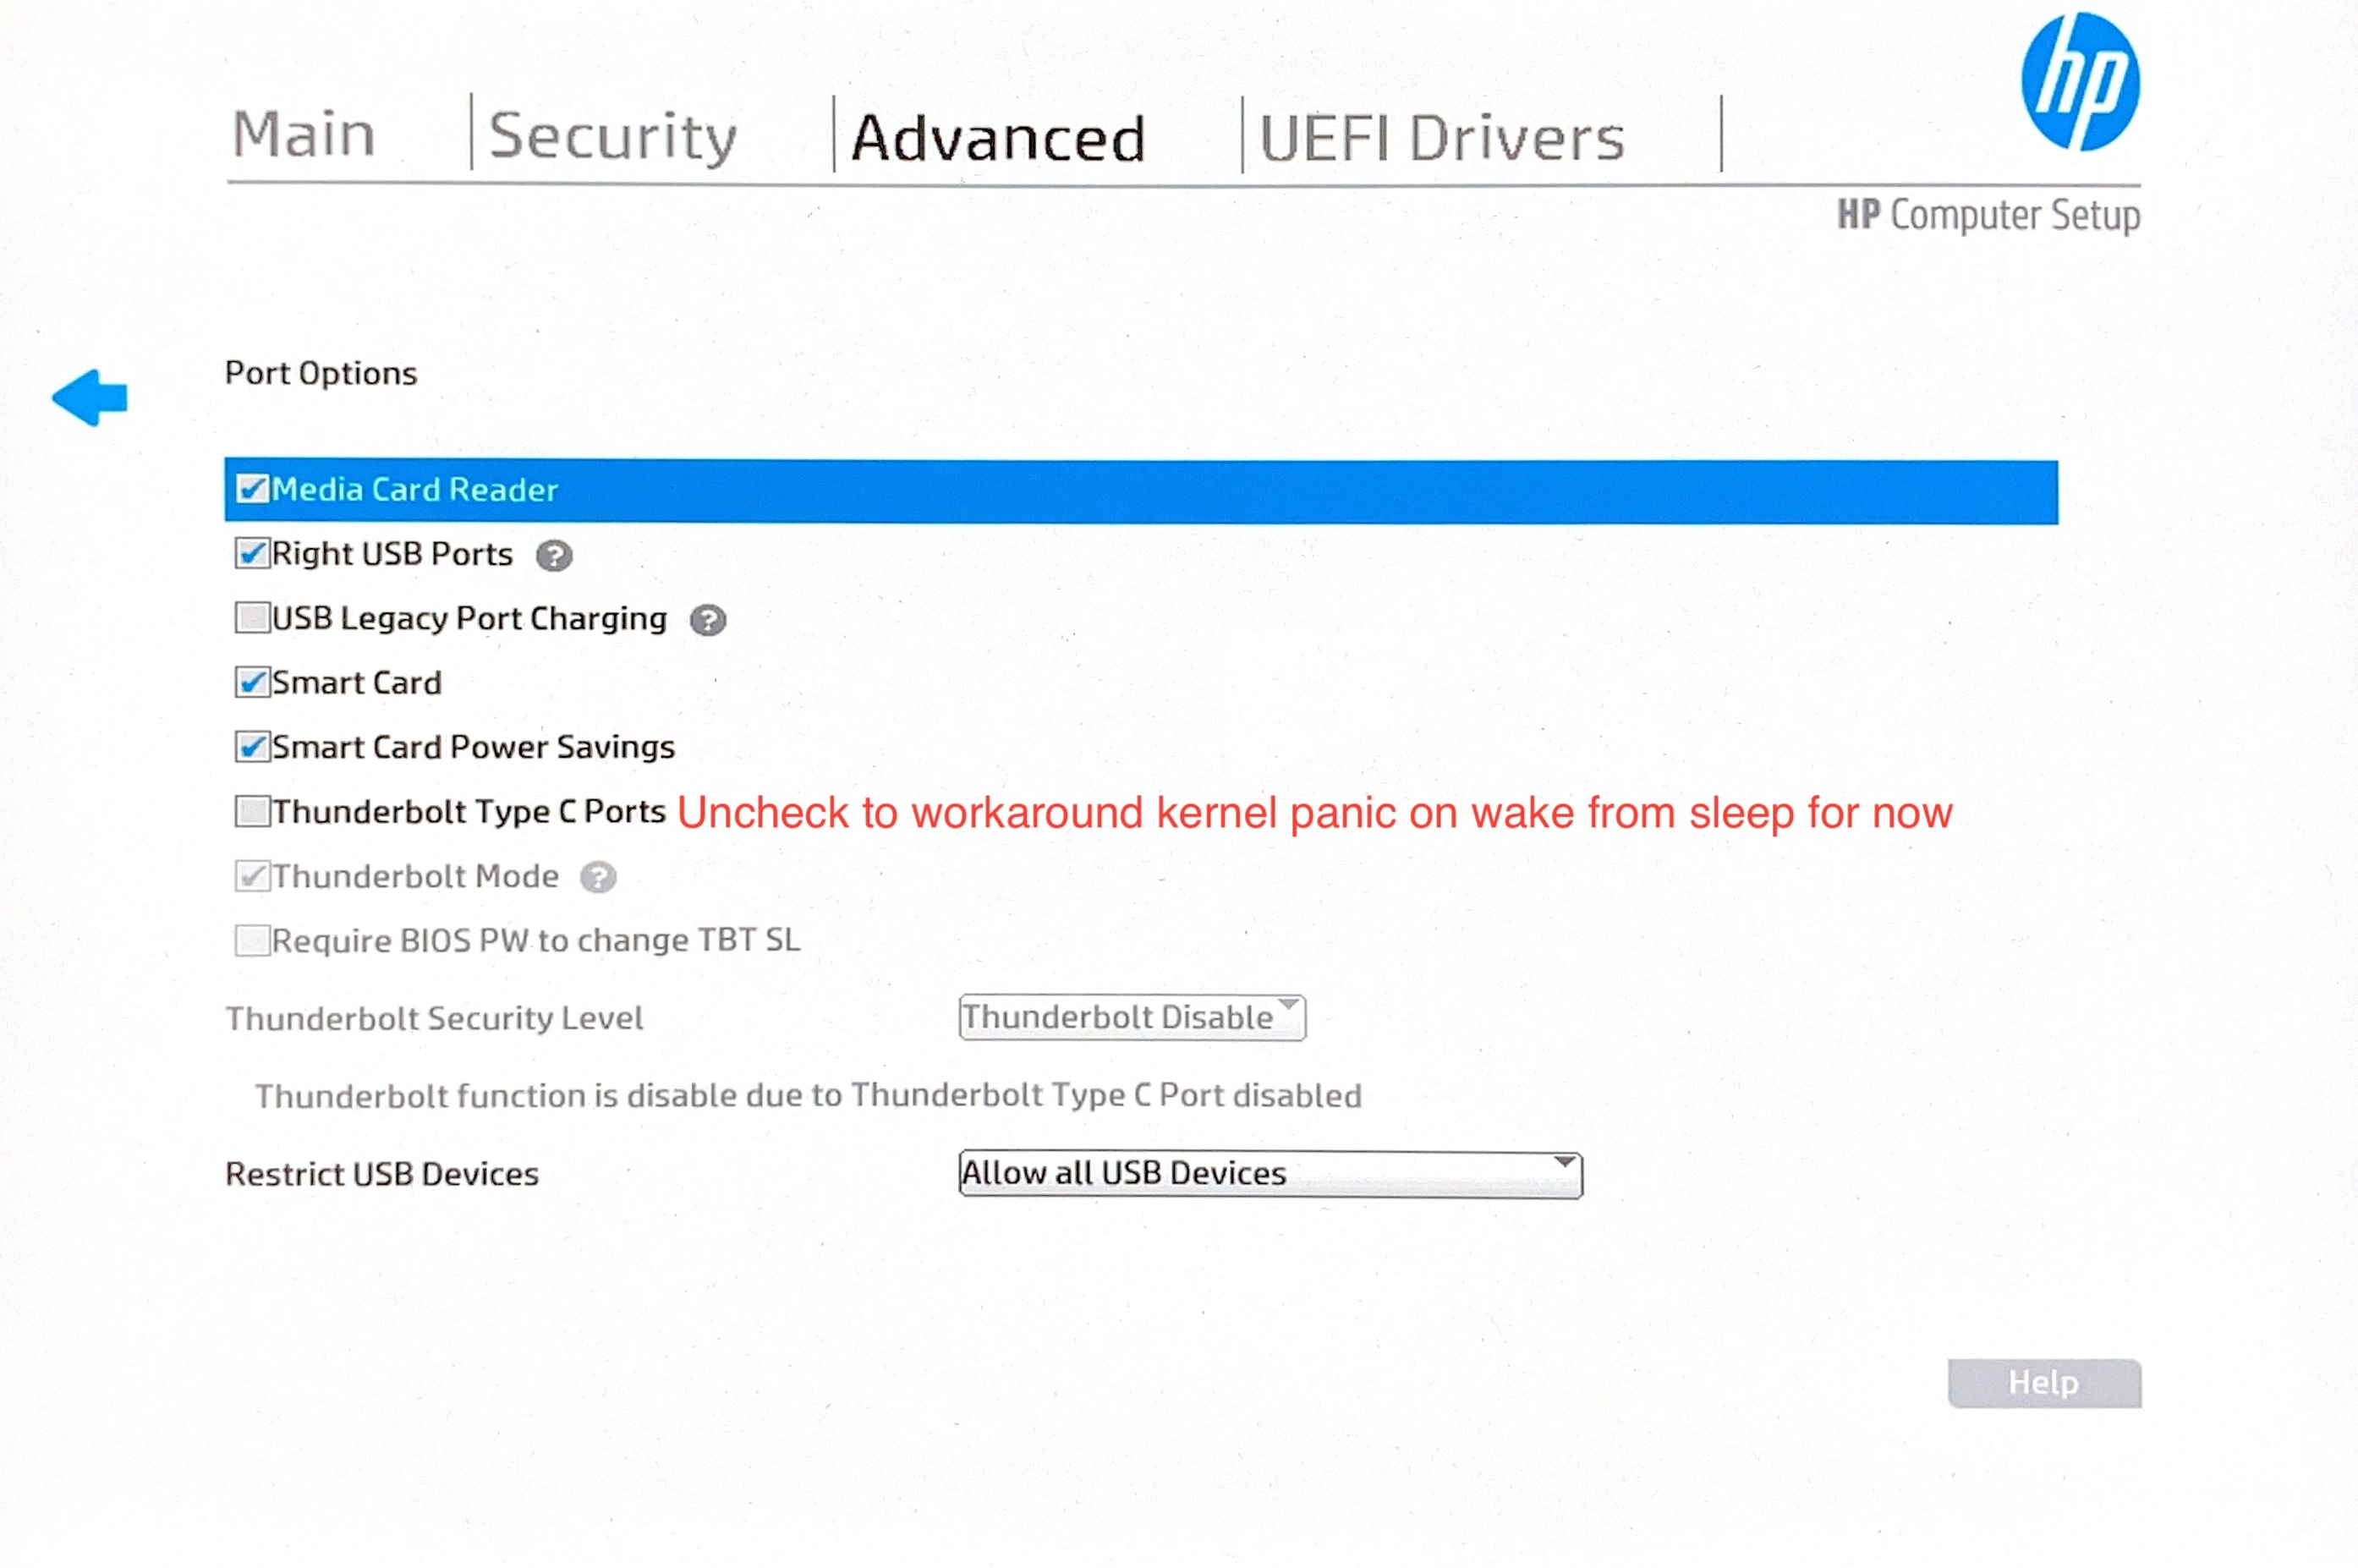 hp
Main
Security
Advanced
UEFI Drivers
HP Computer Setup
Port Options
Media Card Reader
Right USB Ports ?
USB Legacy Port Charging ?
Smart Card
Smart Card Power Savings
Thunderbolt Type C Ports Uncheck to workaround kernel panic on wake from sleep for now
Thunderbolt Mode ?
Require BIOS PW to change TBT SL
Thunderbolt Security Level Thunderbolt Disable
Thunderbolt function is disable due to Thunderbolt Type C Port disabled
Restrict USB Devices Allow all USB Devices
Help